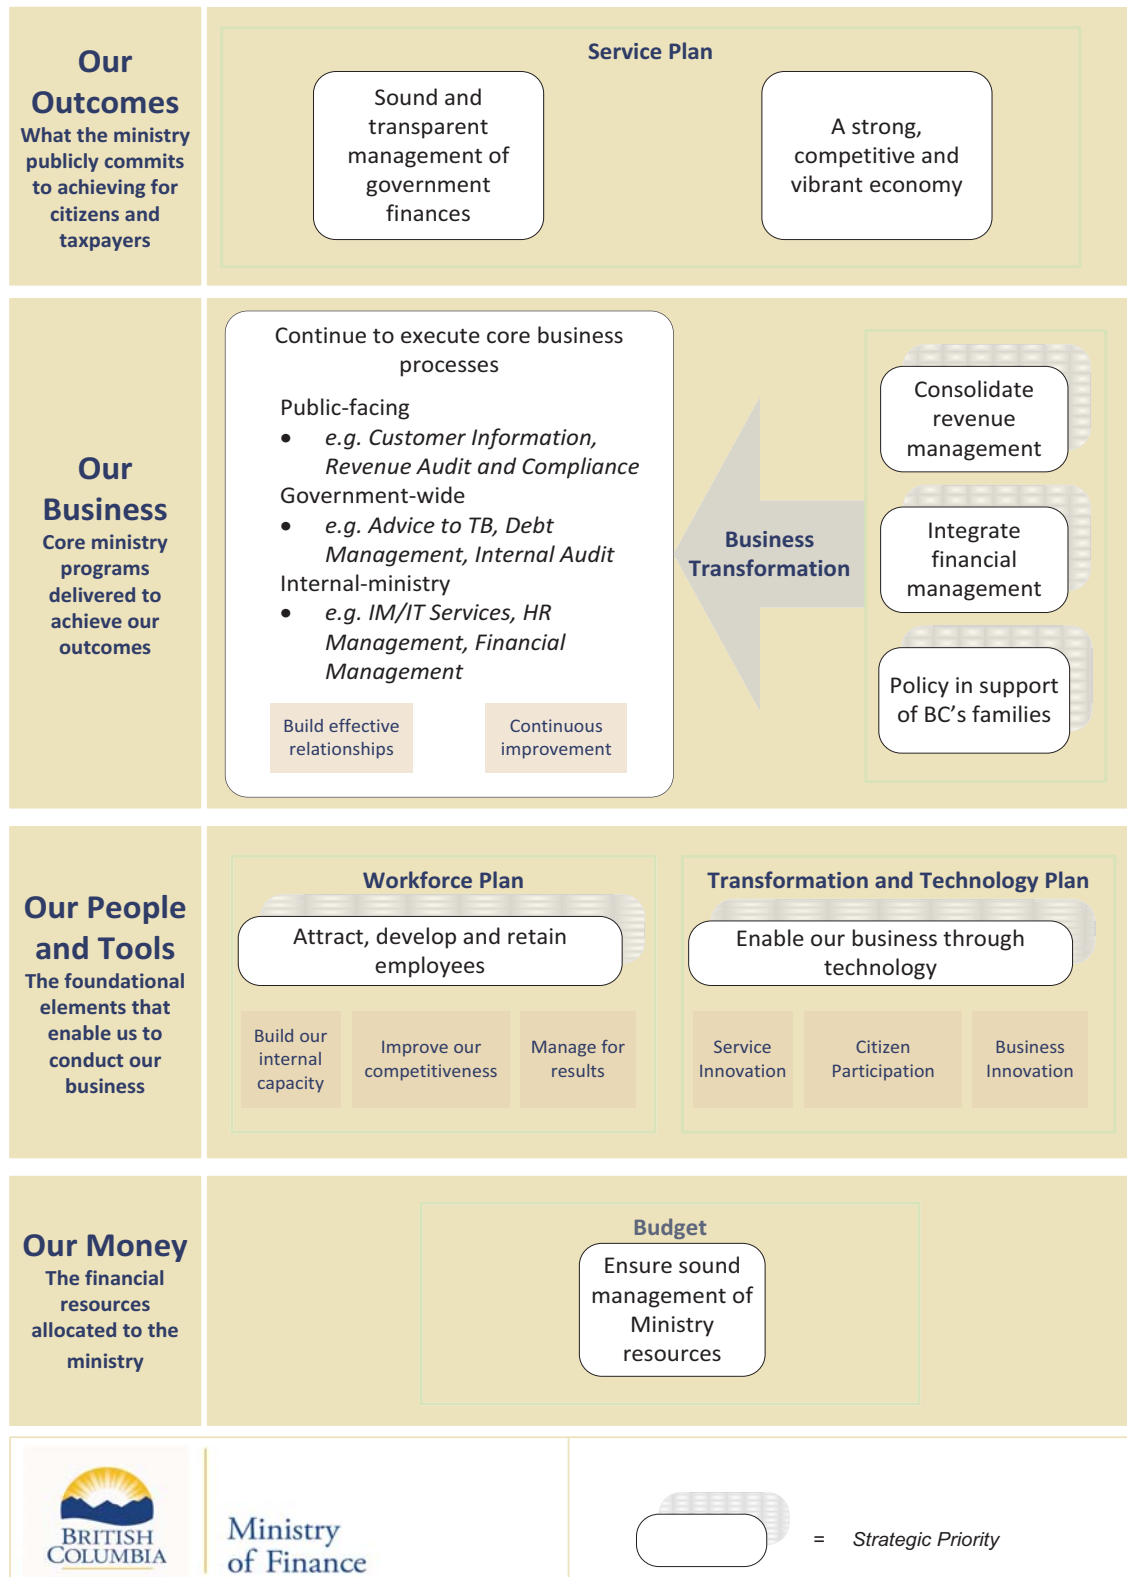 Our
Outcomes
What the ministry
publicly commits
to achieving for
citizens and
taxpayers
Service Plan
Sound and
transparent
management of
government
finances
A strong,
competitive and
vibrant economy
Our
Business
Core ministry
programs
delivered to
achieve our
outcomes
Continue to execute core business
processes
Public-facing
• e.g. Customer Information,
Revenue Audit and Compliance
Government-wide
• e.g. Advice to TB, Debt
Management, Internal Audit
Internal-ministry
• e.g. IM/IT Services, HR
Management, Financial
Management
Build effective
relationships
Continuous
improvement
Business
Transformation
Consolidate
revenue
management
Integrate
financial
management
Policy in support
of BC's families
Our People
and Tools
The foundational
elements that
enable us to
conduct our
business
Workforce Plan
Attract, develop and retain
employees
Build our
internal
capacity
Improve our
competitiveness
Manage for
results
Transformation and Technology Plan
Enable our business through
technology
Service
Innovation
Citizen
Participation
Business
Innovation
Our Money
The financial
resources
allocated to the
ministry
Budget
Ensure sound
management of
Ministry
resources
BRITISH
COLUMBIA
Ministry
of Finance
= Strategic Priority